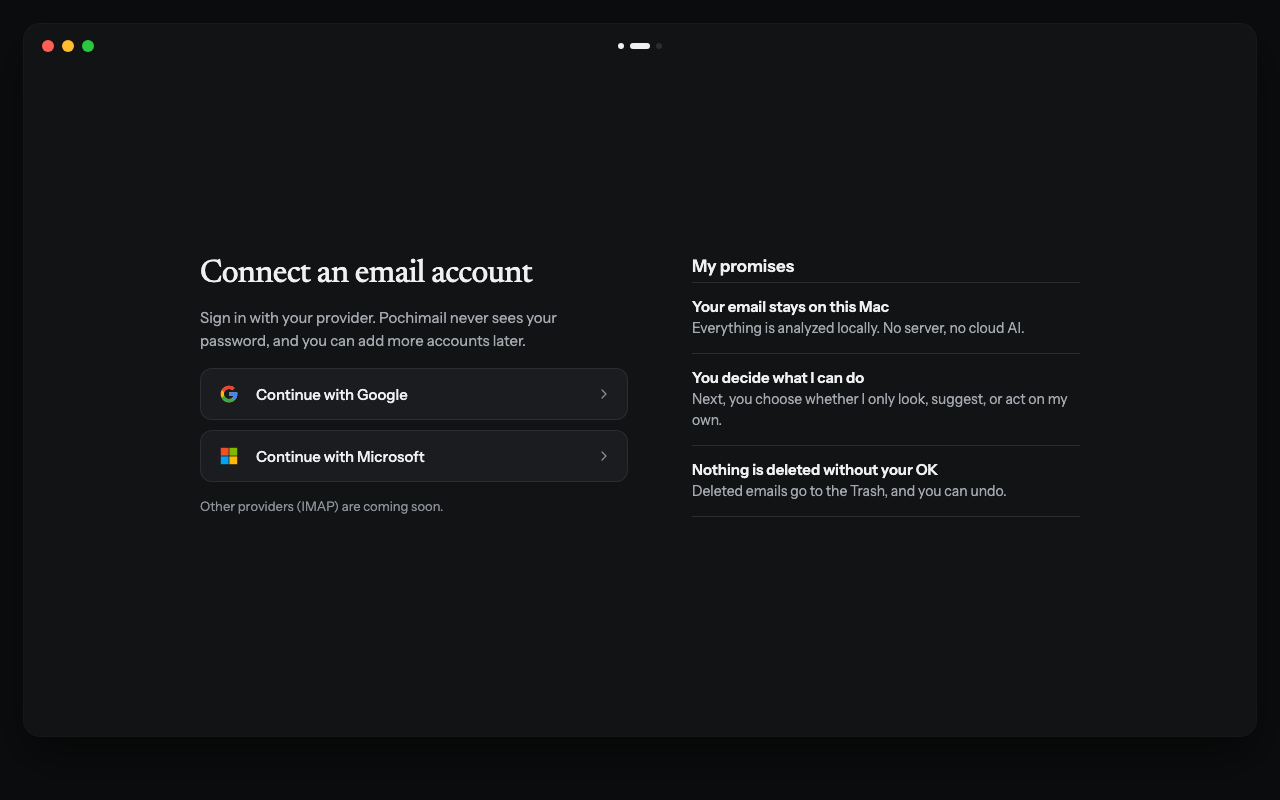 Connect an email account
Sign in with your provider. Pochimail never sees your
password, and you can add more accounts later.
Continue with Google
Continue with Microsoft
Other providers (IMAP) are coming soon.
My promises
Your email stays on this Mac
Everything is analyzed locally. No server, no cloud AI.
You decide what I can do
Next, you choose whether I only look, suggest, or act on my
own.
Nothing is deleted without your OK
Deleted emails go to the Trash, and you can undo.